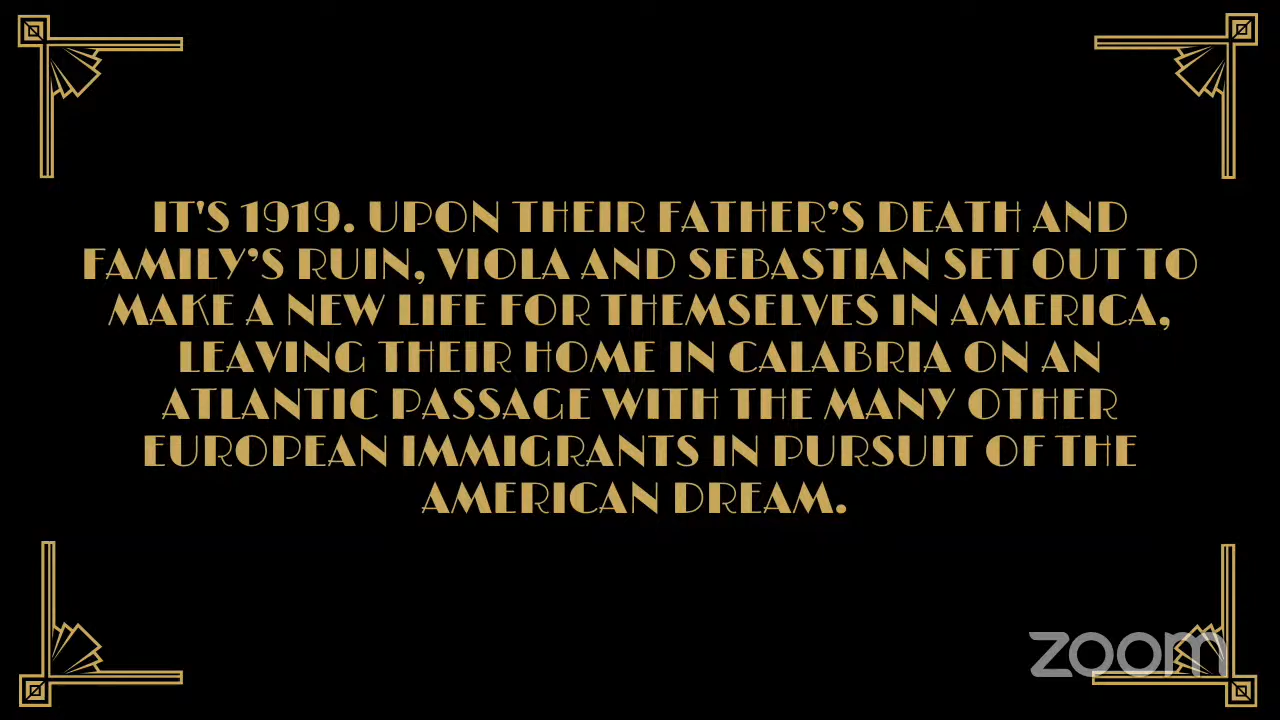 IT'S 1919. UPON THEIR FATHER’S DEATH AND
FAMILY’S RUIN, VIOLA AND SEBASTIAN SET OUT TO
MAKE A NEW LIFE FOR THEMSELVES IN AMERICA,
LEAVING THEIR HOME IN CALABRIA ON AN
ATLANTIC PASSAGE WITH THE MANY OTHER
EUROPEAN IMMIGRANTS IN PURSUIT OF THE
AMERICAN DREAM.
zoom